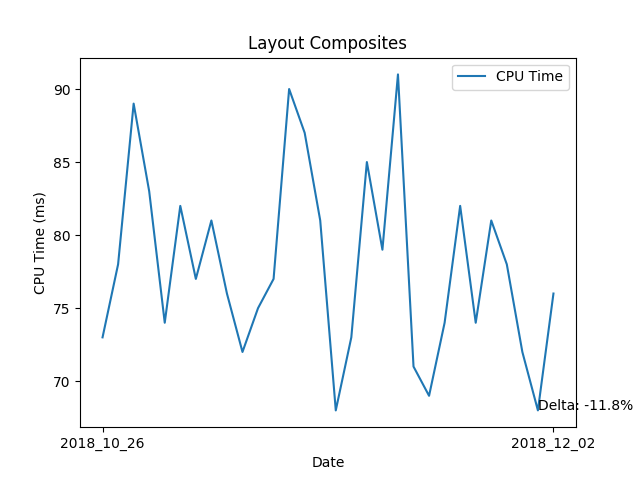 Layout Composites
CPU Time
90
85
80
75
70
CPU Time (ms)
Delta: -11.8%
2018_10_26
2018_12_02
Date